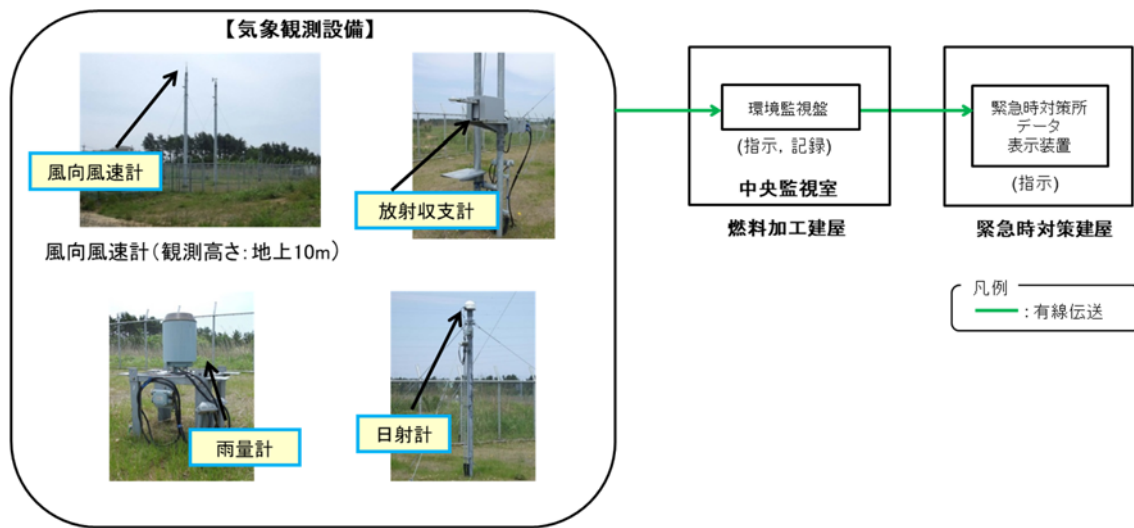 【気象観測設備】
風向風速計
放射収支計
風向風速計(観測高さ:地上10m)
雨量計
日射計
環境監視盤
(指示, 記録)
中央監視室
燃料加工建屋
緊急時対策所
データ
表示装置
(指示)
緊急時対策建屋
凡例
:有線伝送